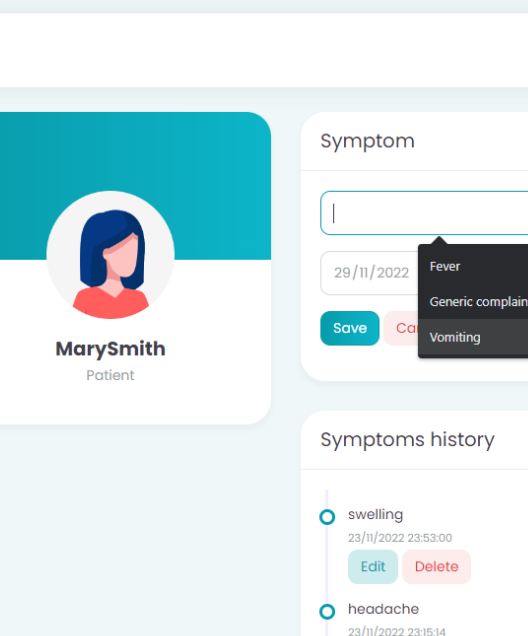 Symptom
29/11/2022
Fever
Generic complain
Save
Vomiting
MarySmith
Patient
Symptoms history
swelling
23/11/2022 23:53:00
Edit
Delete
headache
23/11/2022 23:15:14